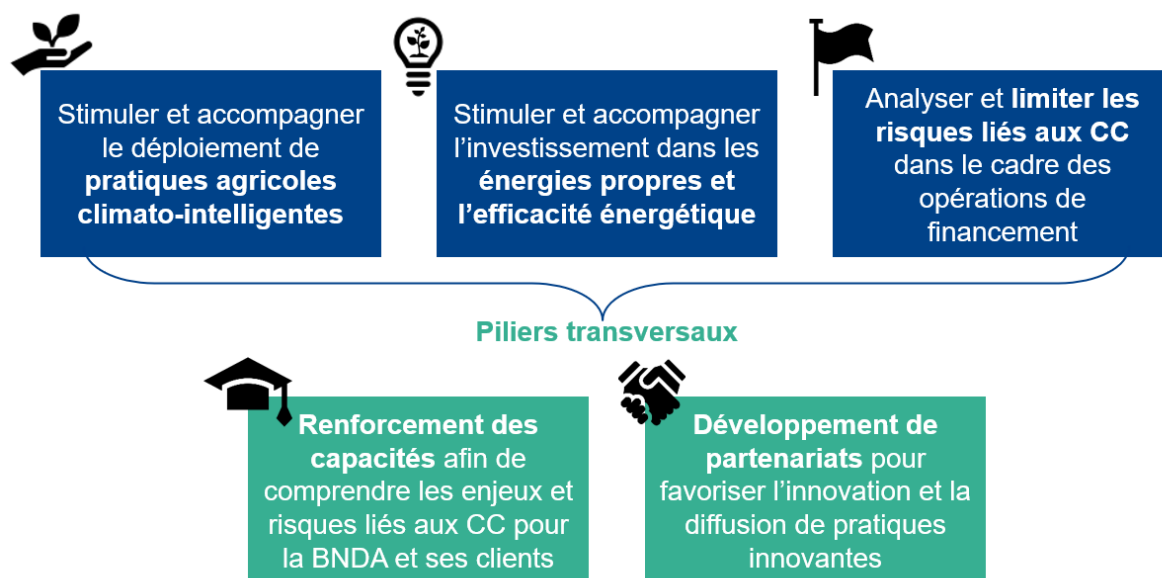 Stimuler et accompagner
le déploiement de
pratiques agricoles
climato-intelligentes
Stimuler et accompagner
l’investissement dans les
énergies propres et
l’efficacité énergétique
Analyser et limiter les
risques liés aux CC
dans le cadre des
opérations de
financement
Piliers transversaux
Renforcement des
capacités afin de
comprendre les enjeux et
risques liés aux CC pour
la BNDA et ses clients
Développement de
partenariats pour
favoriser l’innovation et la
diffusion de pratiques
innovantes